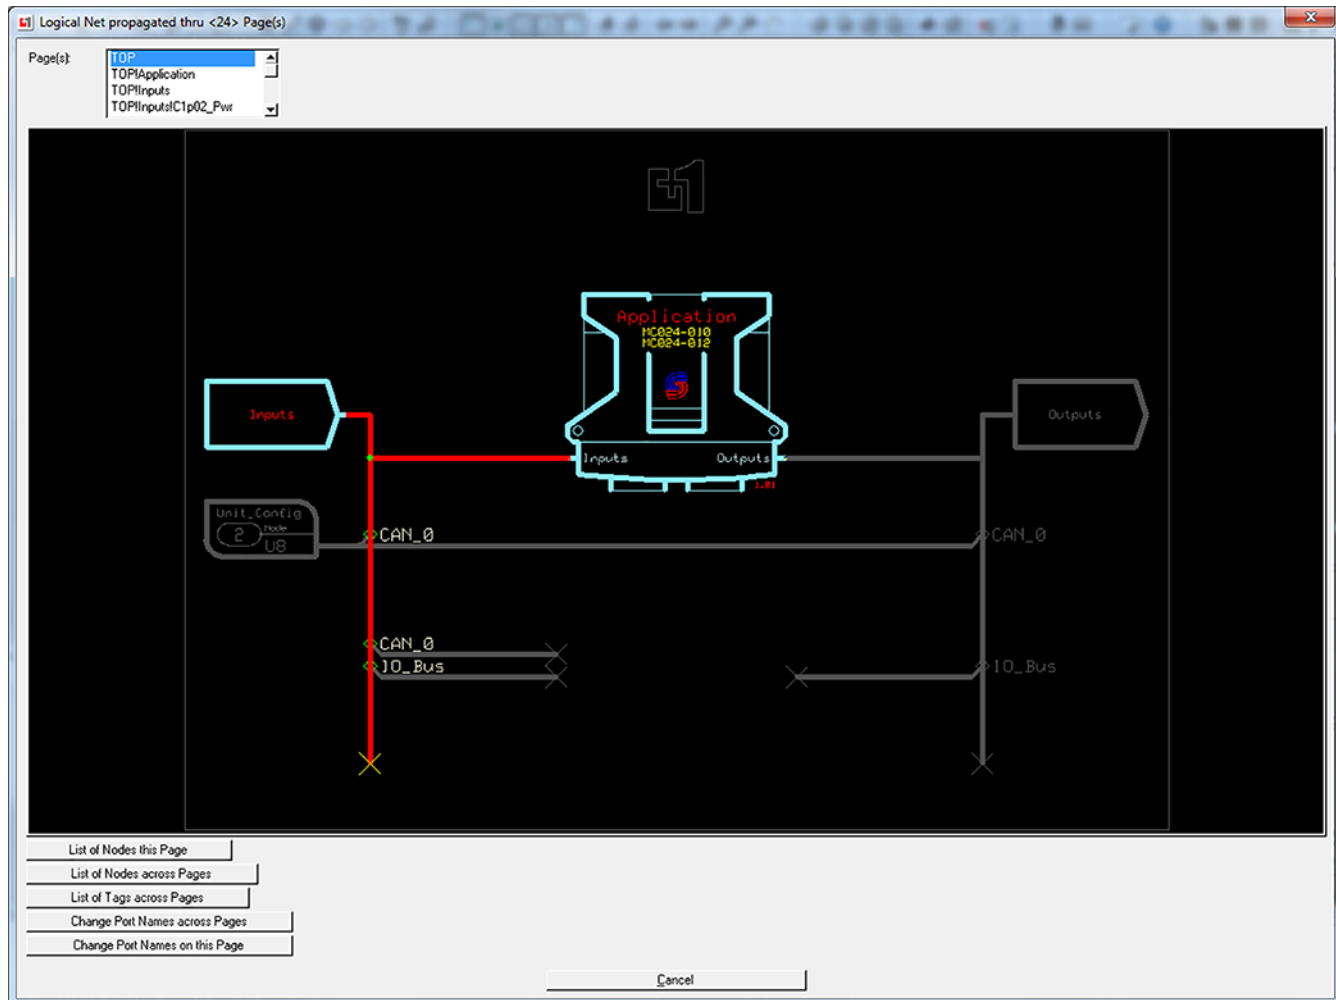 Logical Net propagated thru <24> Page(s)
Page(s):
TOP
TOP!Application
TOP!Inputs
TOP!Inputs!C1p02_Pwr
Application
MC024-010
MC024-012
Inputs
Outputs
Inputs
Outputs
1.01
Unit_Config
2
Node
U8
CAN_0
CAN_0
CAN_0
IO_Bus
IO_Bus
List of Nodes this Page
List of Nodes across Pages
List of Tags across Pages
Change Port Names across Pages
Change Port Names on this Page
Cancel